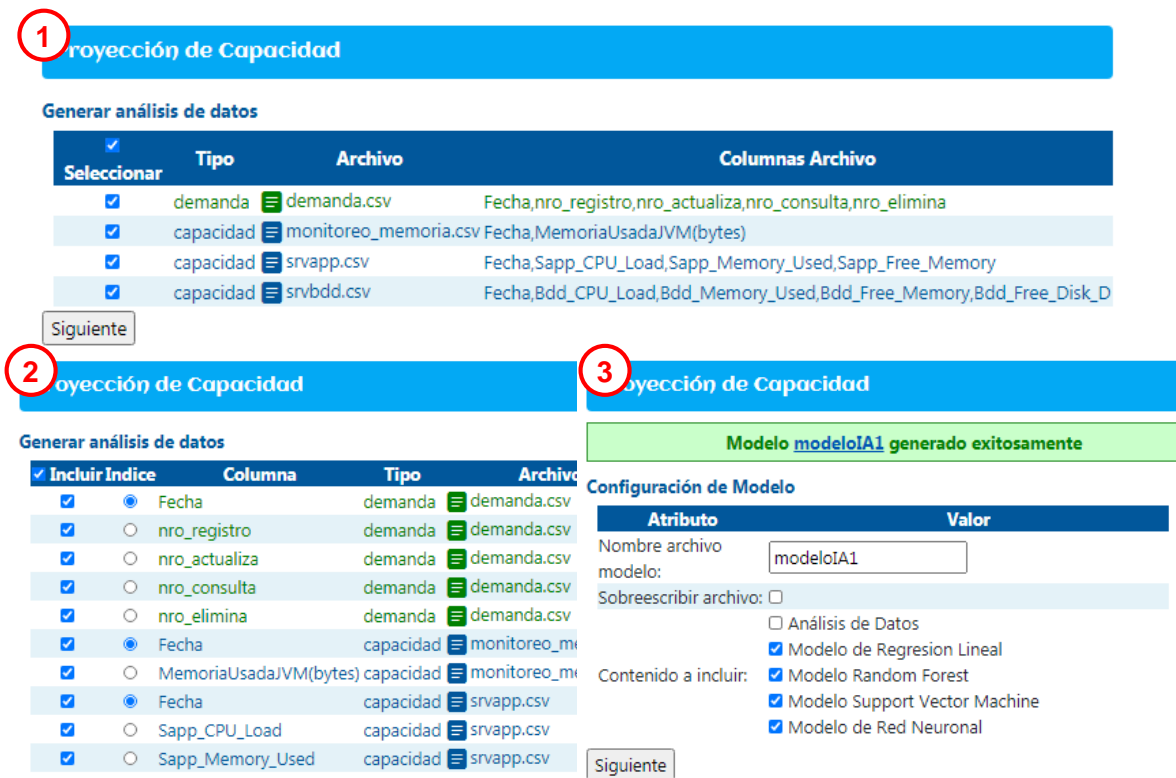 1
royección de Capacidad
Generar análisis de datos
Seleccionar Tipo Archivo Columnas Archivo
demanda demanda.csv Fecha,nro_registro,nro_actualiza,nro_consulta,nro_elimina
capacidad monitoreo_memoria.csv Fecha,MemoriaUsadaJVM(bytes)
capacidad srvapp.csv Fecha,Sapp_CPU_Load,Sapp_Memory_Used,Sapp_Free_Memory
capacidad srvbdd.csv Fecha,Bdd_CPU_Load,Bdd_Memory_Used,Bdd_Free_Memory,Bdd_Free_Disk_D
Siguiente
2
oyección de Capacidad
Generar análisis de datos
Incluir Indice Columna Tipo Archivo
Fecha demanda demanda.csv
nro_registro demanda demanda.csv
nro_actualiza demanda demanda.csv
nro_consulta demanda demanda.csv
nro_elimina demanda demanda.csv
Fecha capacidad monitoreo_me
MemoriaUsadaJVM(bytes) capacidad monitoreo_me
Fecha capacidad srvapp.csv
Sapp_CPU_Load capacidad srvapp.csv
Sapp_Memory_Used capacidad srvapp.csv
3
oyección de Capacidad
Modelo modeloIA1 generado exitosamente
Configuración de Modelo
Atributo Valor
Nombre archivo
modelo:
modeloIA1
Sobreescribir archivo:
Contenido a incluir:
Análisis de Datos
Modelo de Regresion Lineal
Modelo Random Forest
Modelo Support Vector Machine
Modelo de Red Neuronal
Siguiente